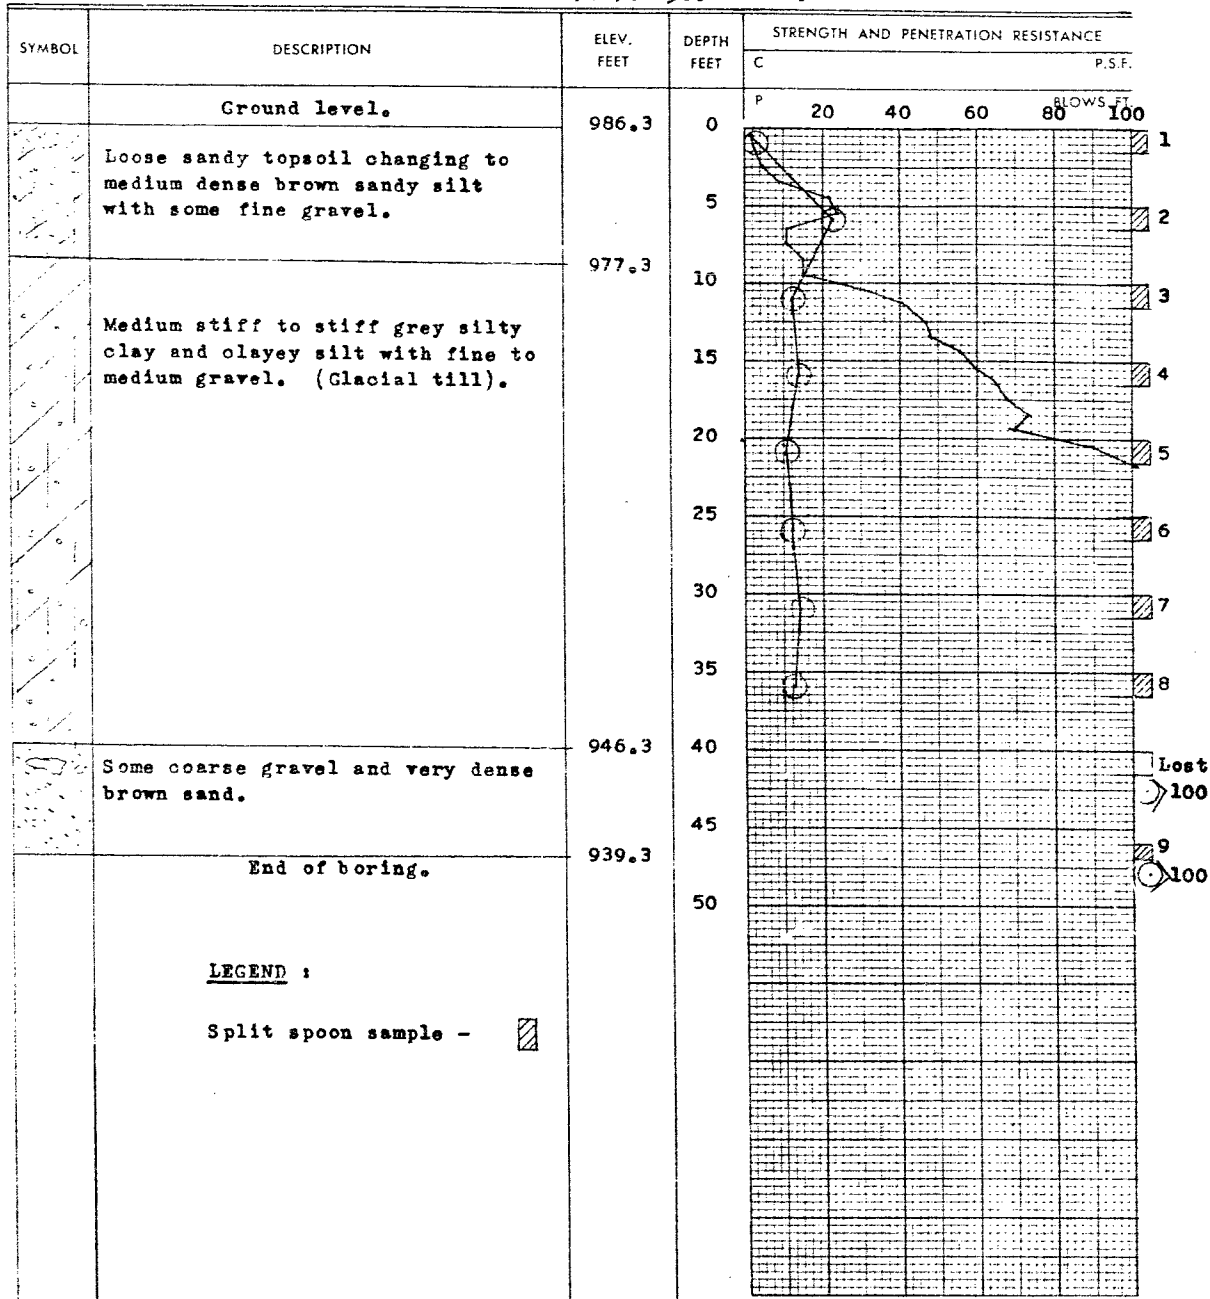 SYMBOL DESCRIPTION ELEV. FEET DEPTH FEET STRENGTH AND PENETRATION RESISTANCE
C P.S.F.
P BLOWS FT.
20 40 60 80 100
Ground level.
986.3 0 1
Loose sandy topsoil changing to
medium dense brown sandy silt
with some fine gravel.
5 2
977.3
10 3
Medium stiff to stiff grey silty
clay and clayey silt with fine to
medium gravel. (Glacial till).
15 4
20 5
25 6
30 7
35 8
946.3 40
Some coarse gravel and very dense
brown sand.
Lost
100
45
939.3 9
End of boring.
100
50
LEGEND :
Split spoon sample -